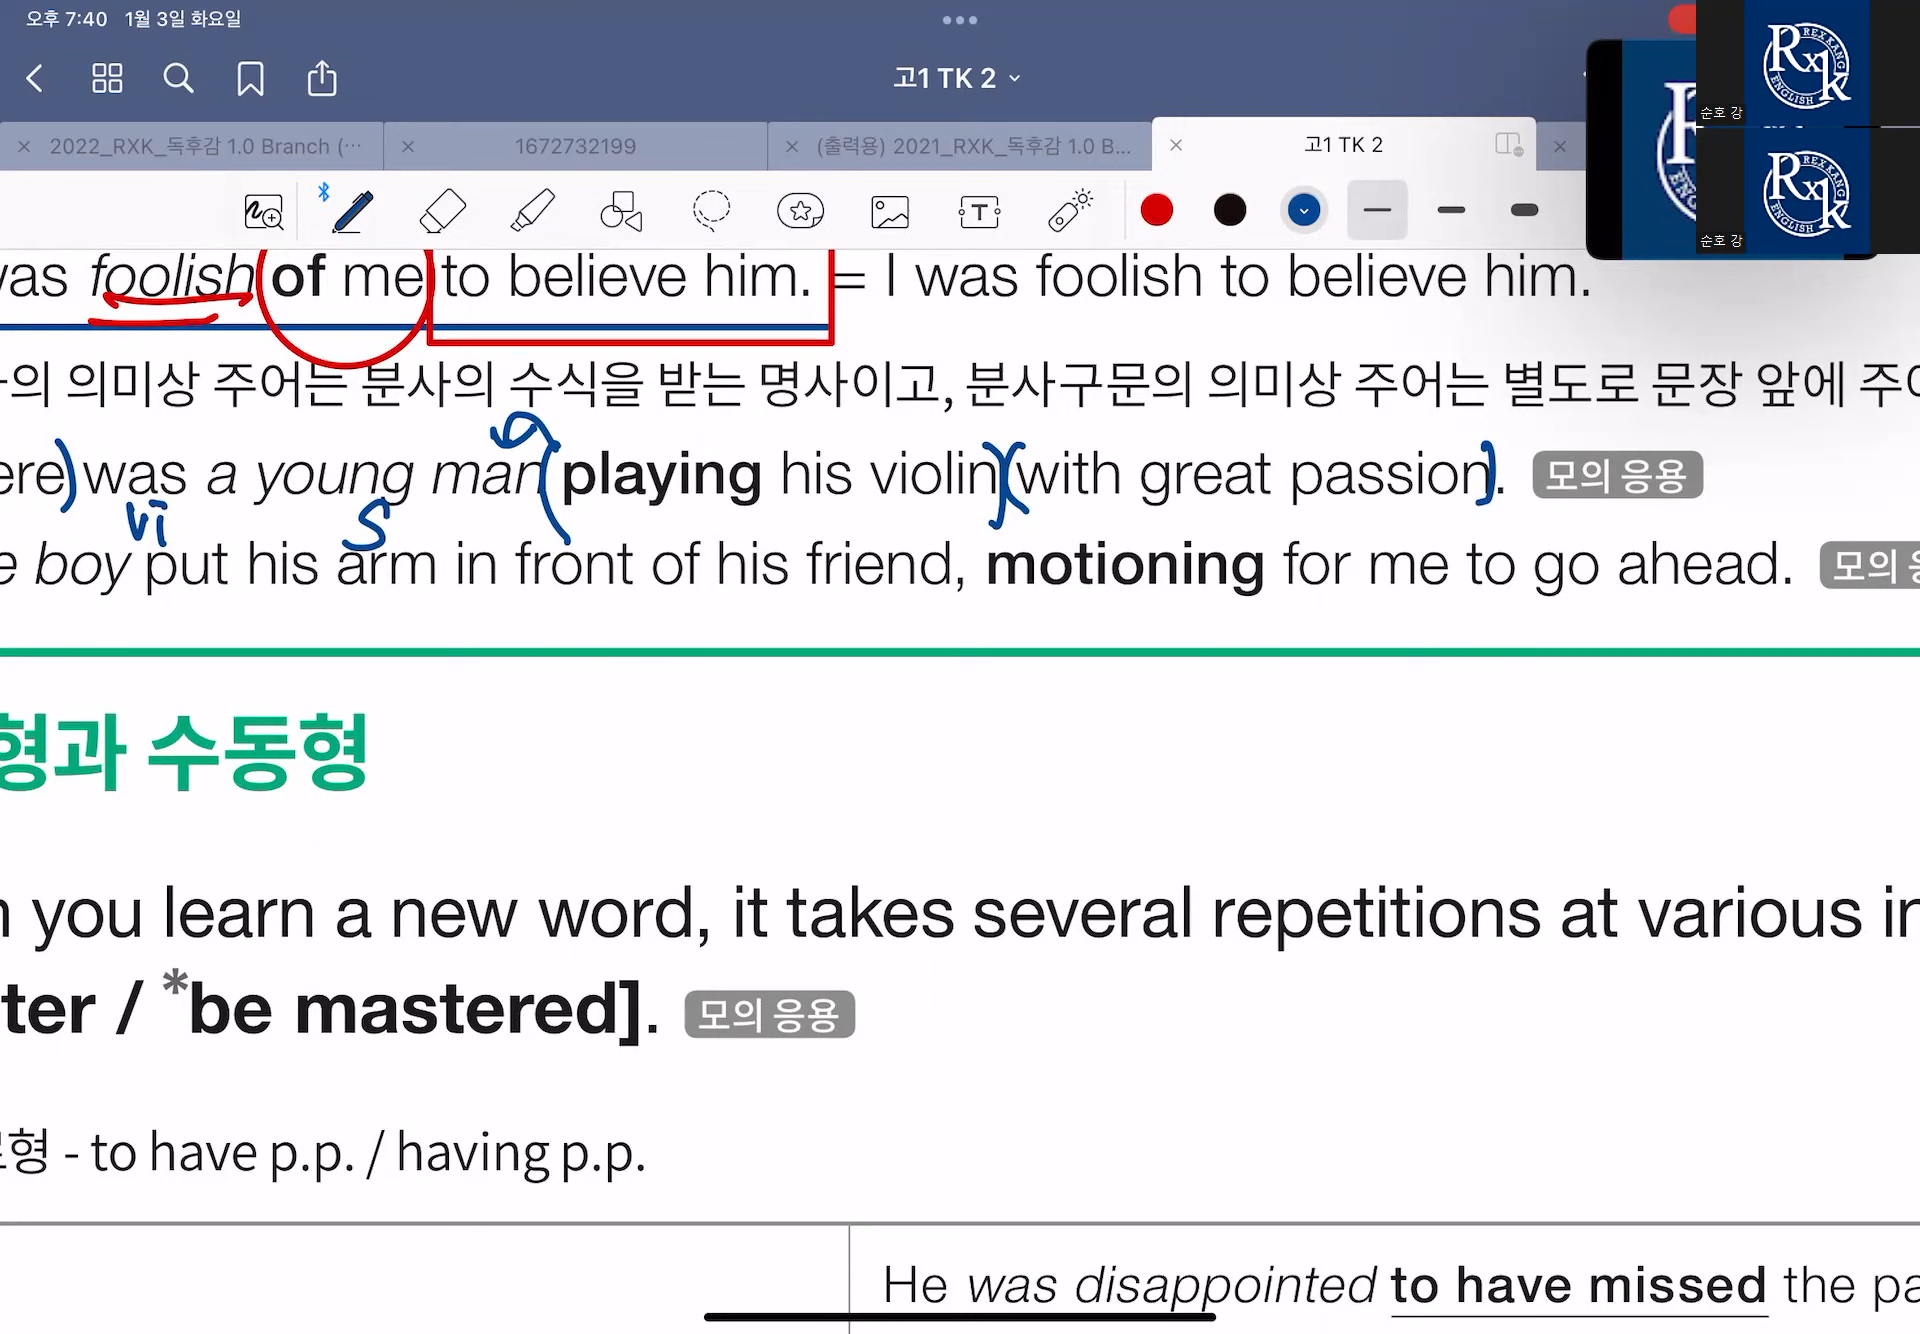 오후 7:40 1월 3일 화요일
고1 TK 2
2022_RXK_독후감 1.0 Branch (…
1672732199
(출력용) 2021_RXK_독후감 1.0 B...
고1 TK 2
REX KANG
RxK
ENGLISH
순호 강
REX KANG
RxK
ENGLISH
순호 강
was foolish of me to believe him. = I was foolish to believe him.
의 의미상 주어는 분사의 수식을 받는 명사이고, 분사구문의 의미상 주어는 별도로 문장 앞에
ere) was a young man (playing his violin) (with great passion). 모의 응용
vi S
e boy put his arm in front of his friend, motioning for me to go ahead. 모의
형과 수동형
you learn a new word, it takes several repetitions at various
ter / *be mastered]. 모의 응용
형 - to have p.p. / having p.p.
He was disappointed to have missed the pa